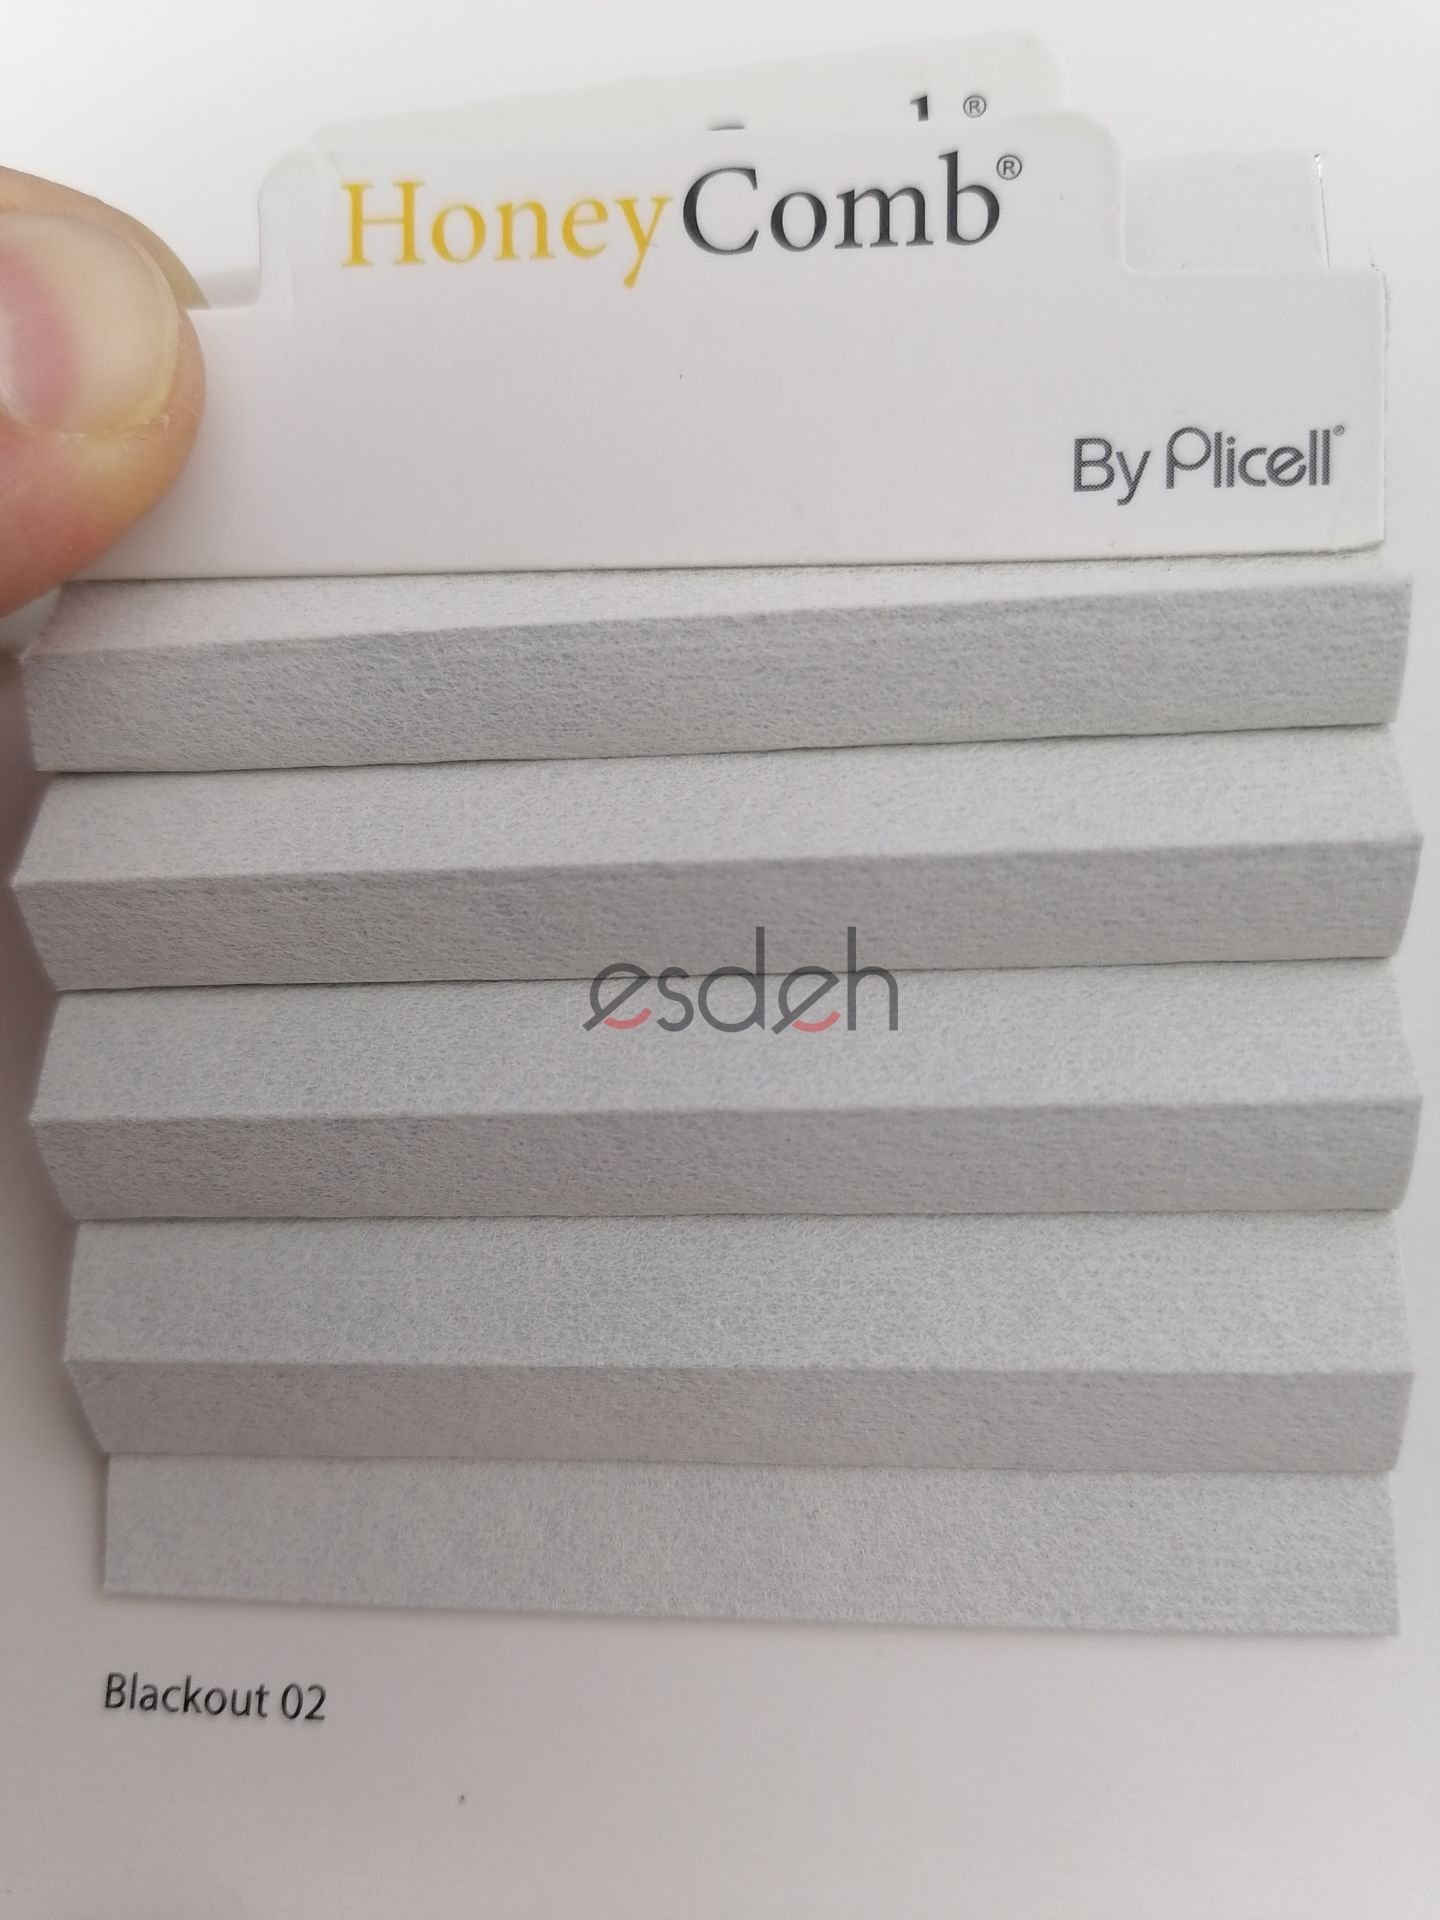 ®
HoneyComb®
By Plicell®
esdeh
Blackout 02